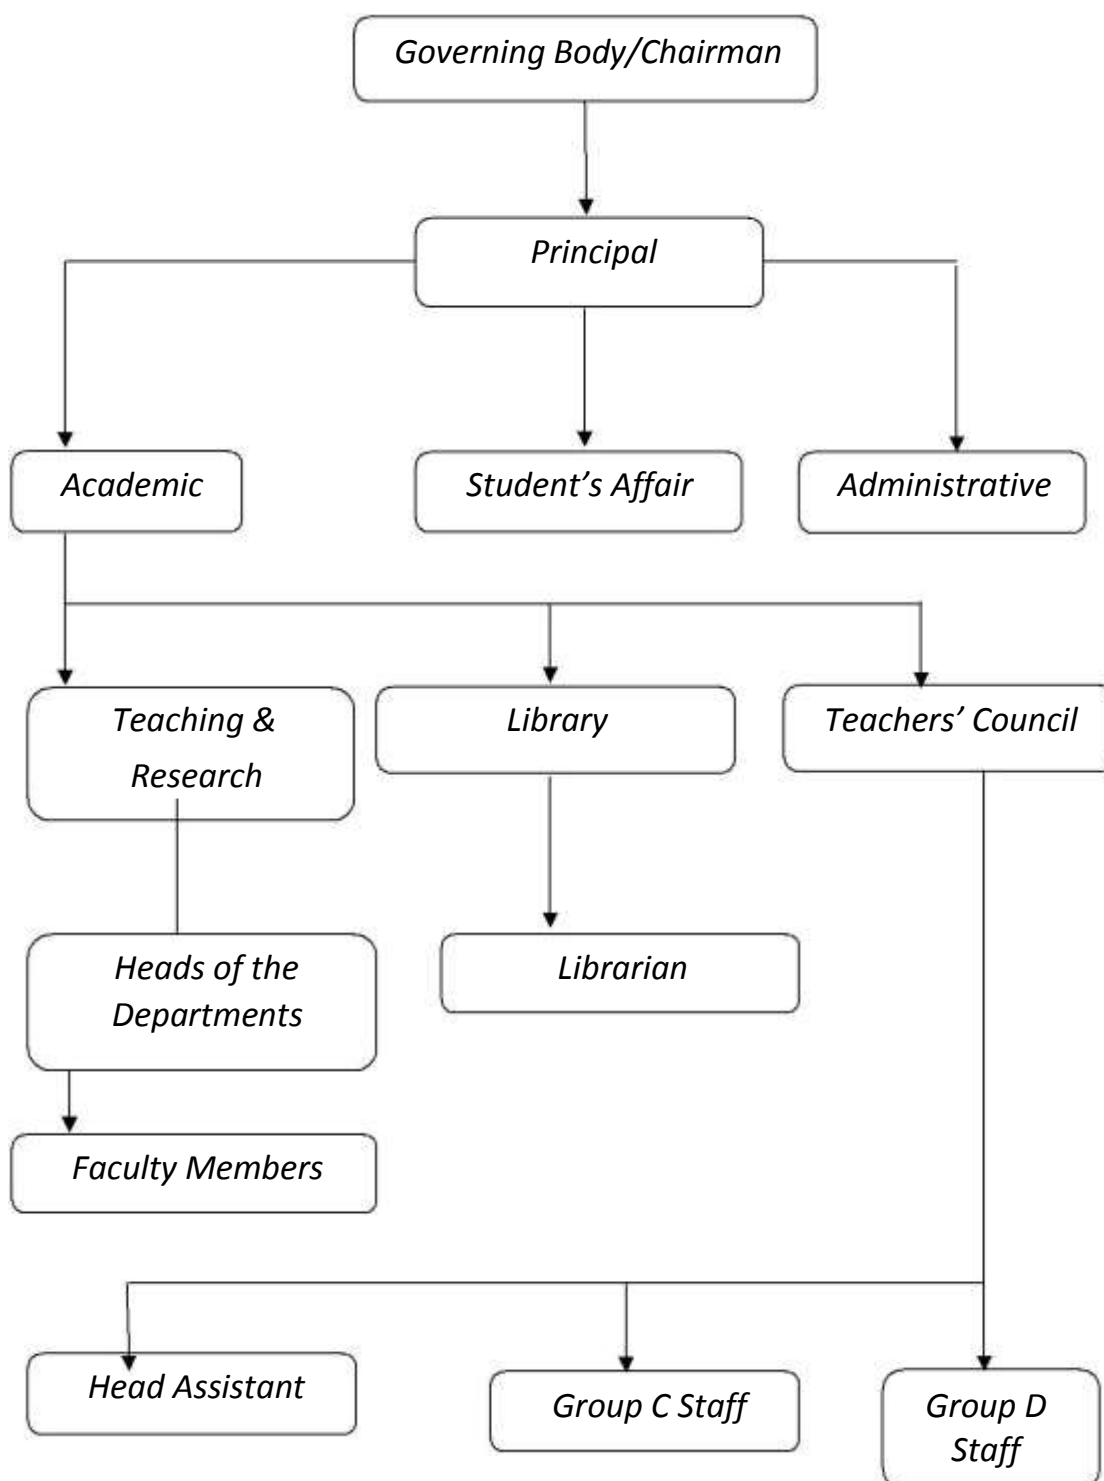 Governing Body/Chairman
Principal
Academic
Student’s Affair
Administrative
Teaching &
Research
Library
Teachers’ Council
Heads of the
Departments
Librarian
Faculty Members
Head Assistant
Group C Staff
Group D
Staff